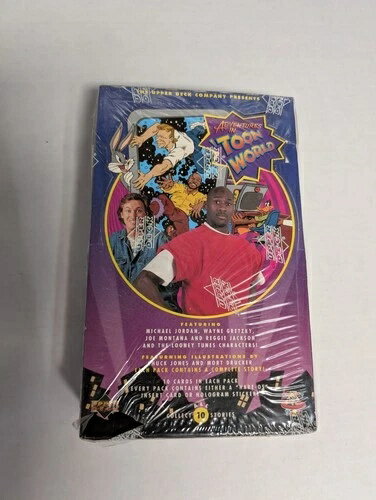 THE UPPER DECK COMPANY PRESENTS
ADVENTURES
IN
TOON
WORLD
FEATURING
MICHAEL JORDAN, WAYNE GRETZKY,
JOE MONTANA AND REGGIE JACKSON
AND THE LOONEY TUNES CHARACTERS!
FEATURNING ILLUSTRATIONS BY
CHUCK JONES AND MORT DRUCKER
EACH PACK CONTAINS A COMPLETE STORY!
10 CARDS IN EACH PACK
EVERY PACK CONTAINS EITHER A
INSERT CARD OR HOLOGRAM STICKER!
COLLECT 10 STORIES